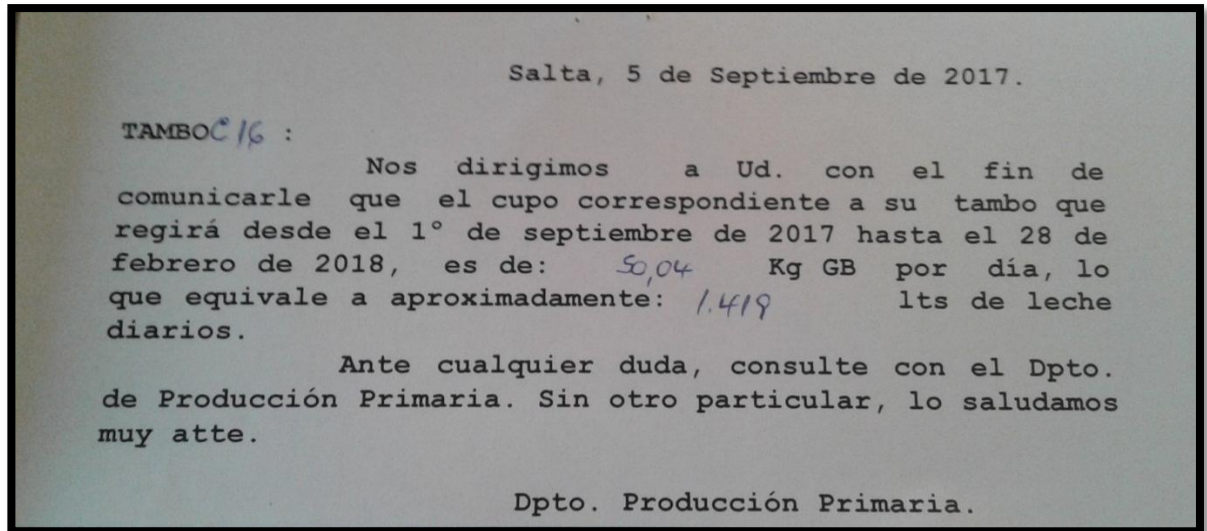 Salta, 5 de Septiembre de 2017.
TAMBO C16 :
Nos dirigimos a Ud. con el fin de
comunicarle que el cupo correspondiente a su tambo que
regirá desde el 1° de septiembre de 2017 hasta el 28 de
febrero de 2018, es de: 50,04 Kg GB por día, lo
que equivale a aproximadamente: 1.419 lts de leche
diarios.
Ante cualquier duda, consulte con el Dpto.
de Producción Primaria. Sin otro particular, lo saludamos
muy atte.
Dpto. Producción Primaria.